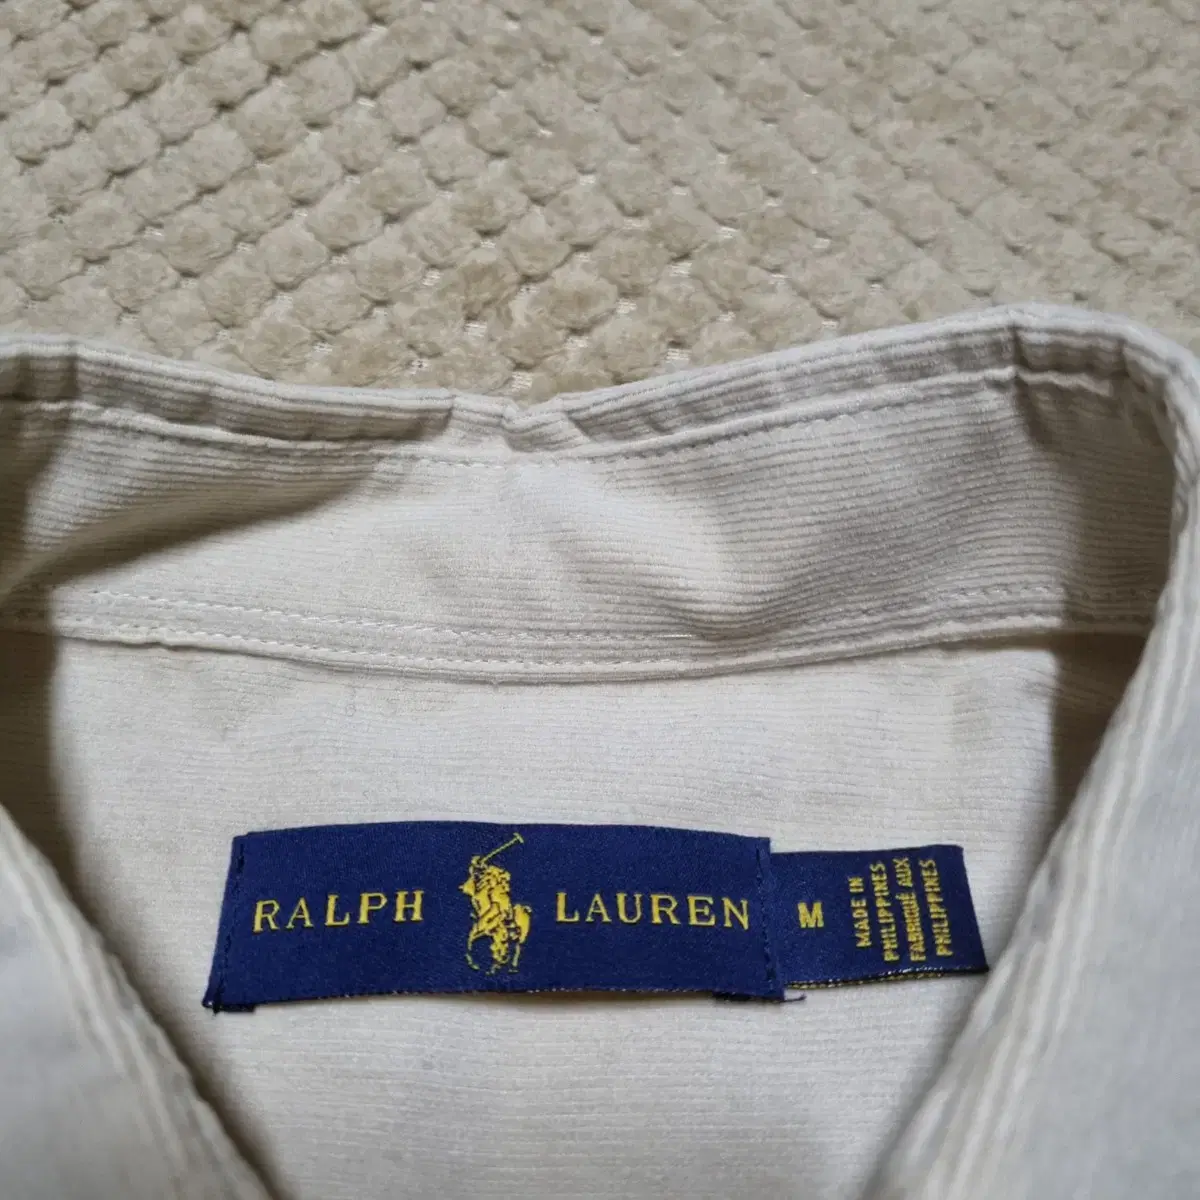 RALPH LAUREN
M
MADE IN
PHILIPPINES
FABRIQUÉ AUX
PHILIPPINES